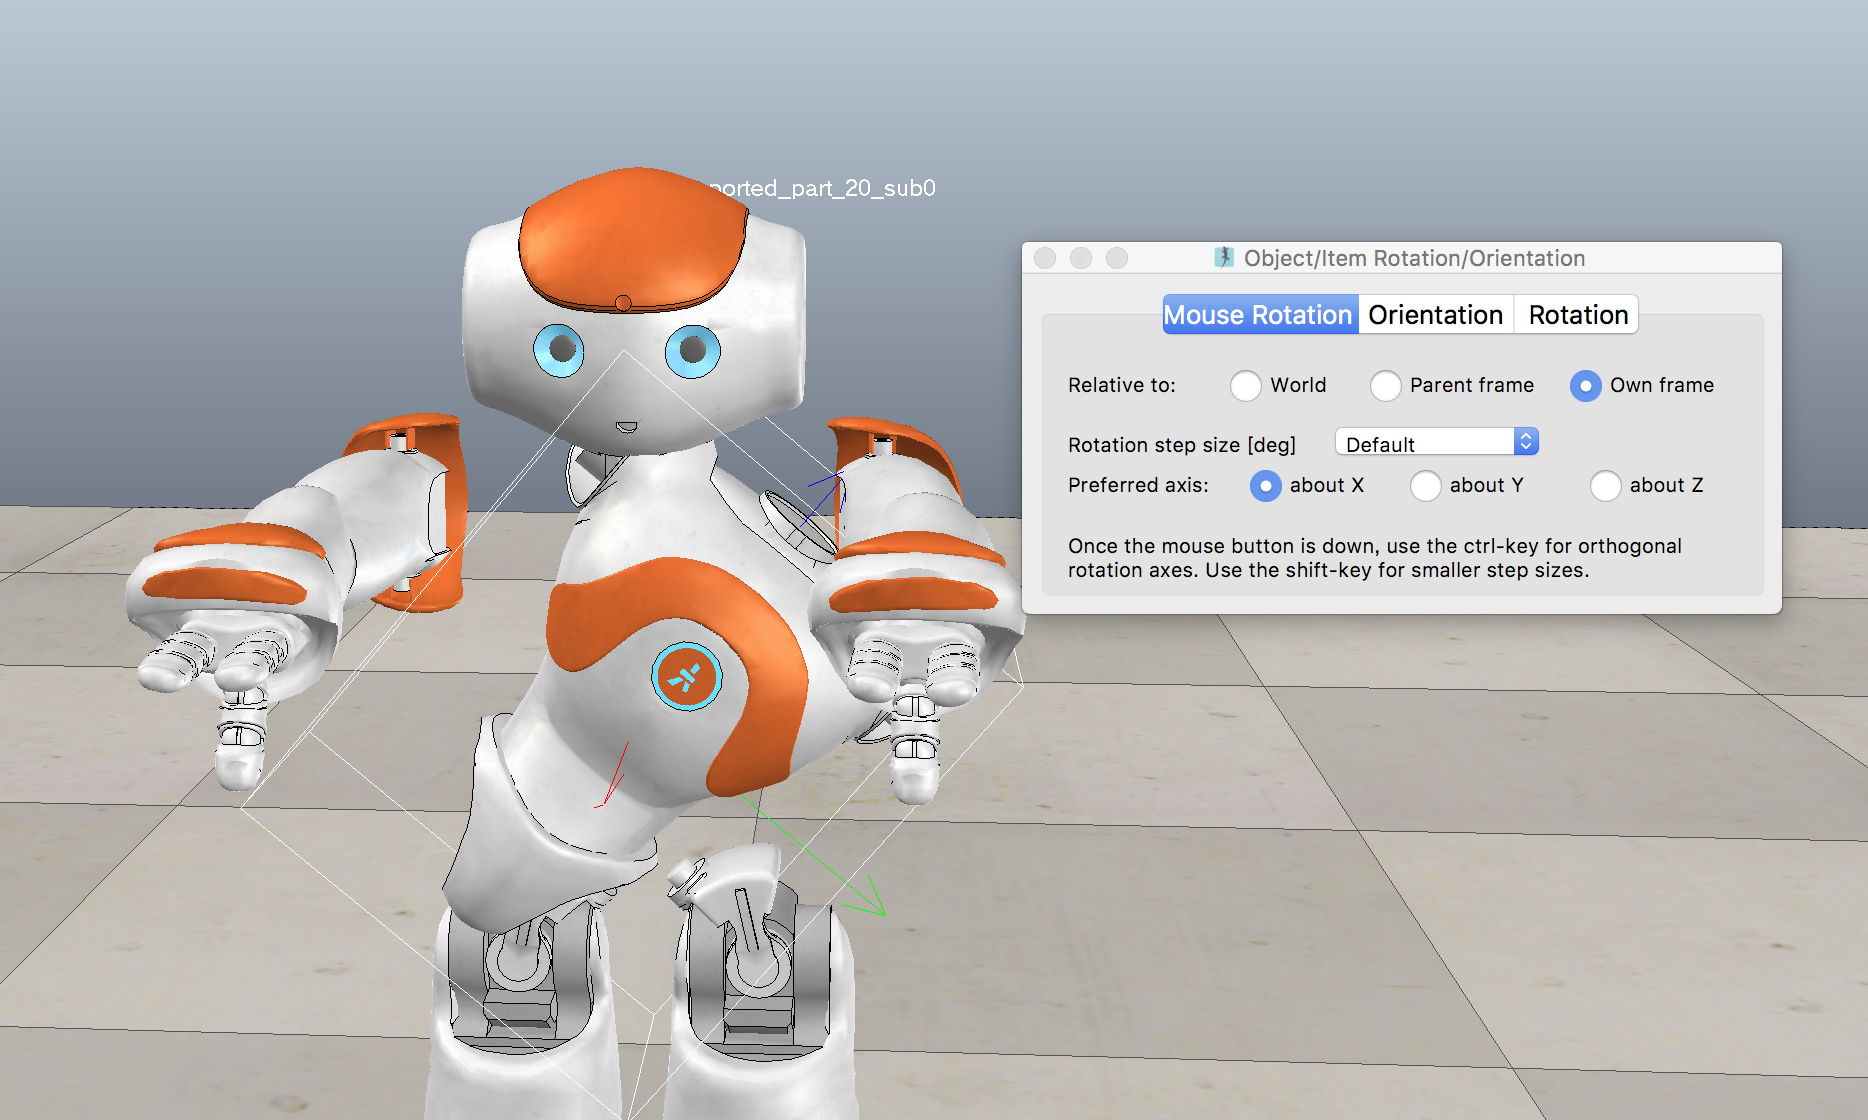 ported_part_20_sub0
Object/Item Rotation/Orientation
Mouse Rotation Orientation Rotation
Relative to: World Parent frame Own frame
Rotation step size [deg] Default
Preferred axis: about X about Y about Z
Once the mouse button is down, use the ctrl-key for orthogonal
rotation axes. Use the shift-key for smaller step sizes.